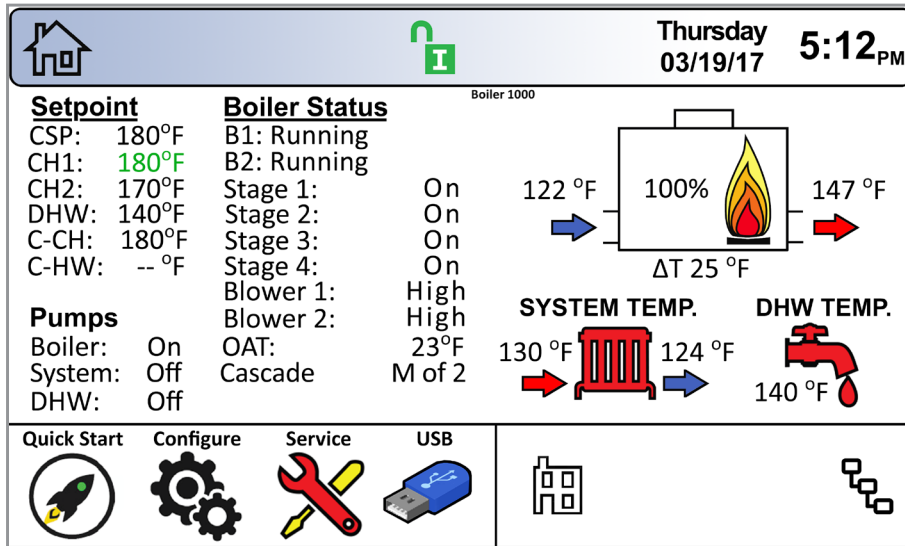 Thursday
03/19/17
5:12 PM
I
Boiler 1000
Setpoint
CSP: 180°F
CH1: 180°F
CH2: 170°F
DHW: 140°F
C-CH: 180°F
C-HW: -- °F
Pumps
Boiler: On
System: Off
DHW: Off
Boiler Status
B1: Running
B2: Running
Stage 1: On
Stage 2: On
Stage 3: On
Stage 4: On
Blower 1: High
Blower 2: High
OAT: 23°F
Cascade M of 2
122 °F
100%
147 °F
ΔT 25 °F
SYSTEM TEMP.
130 °F
124 °F
DHW TEMP.
140 °F
Quick Start
Configure
Service
USB